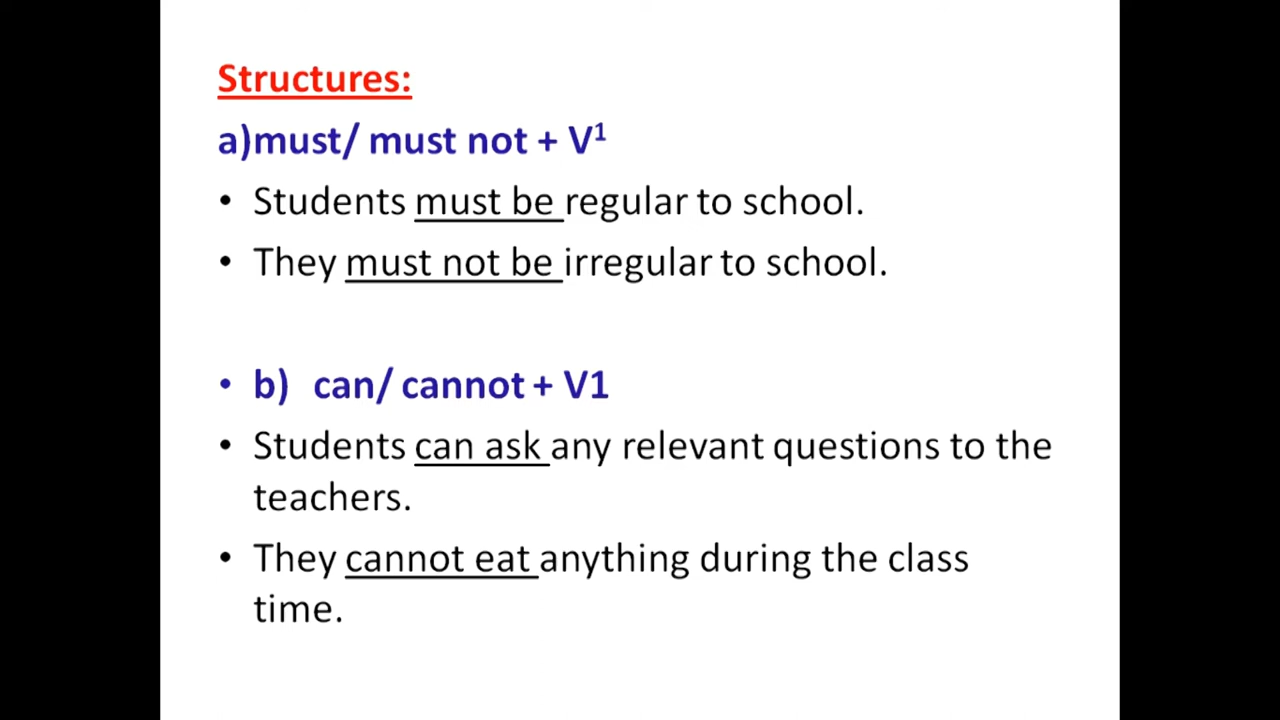 Structures:
a)must/ must not + V¹
• Students must be regular to school.
• They must not be irregular to school.
• b) can/ cannot + V1
• Students can ask any relevant questions to the
teachers.
• They cannot eat anything during the class
time.